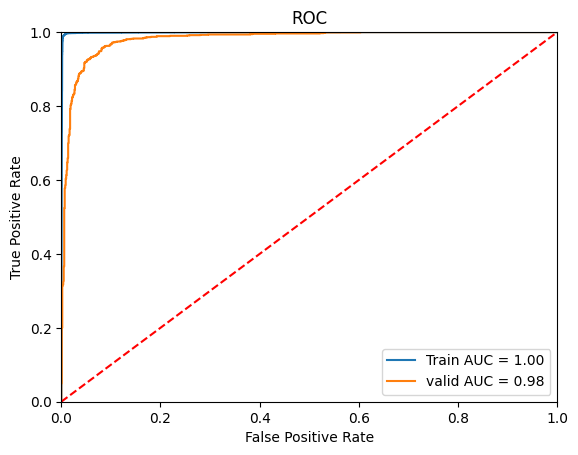 ROC
True Positive Rate
1.0
0.8
0.6
0.4
0.2
0.0
Train AUC = 1.00
valid AUC = 0.98
0.0 0.2 0.4 0.6 0.8 1.0
False Positive Rate